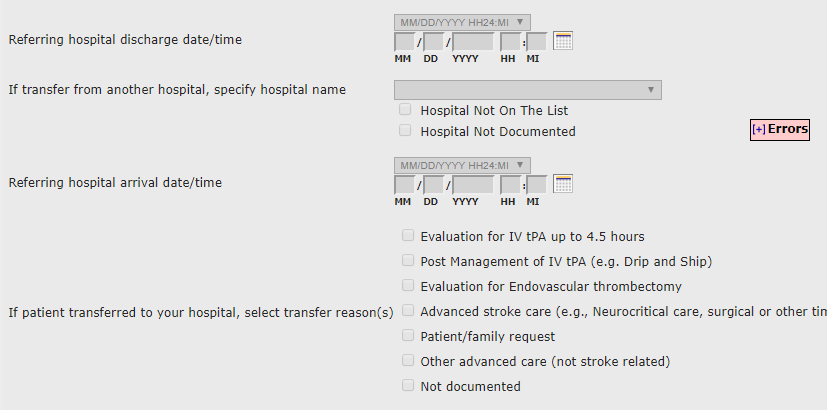 MM/DD/YYYY HH24:MI
Referring hospital discharge date/time
/ / :
MM DD YYYY HH MI
If transfer from another hospital, specify hospital name
Hospital Not On The List
Hospital Not Documented
[+] Errors
MM/DD/YYYY HH24:MI
Referring hospital arrival date/time
/ / :
MM DD YYYY HH MI
Evaluation for IV tPA up to 4.5 hours
Post Management of IV tPA (e.g. Drip and Ship)
Evaluation for Endovascular thrombectomy
If patient transferred to your hospital, select transfer reason(s)
Advanced stroke care (e.g., Neurocritical care, surgical or other tim
Patient/family request
Other advanced care (not stroke related)
Not documented